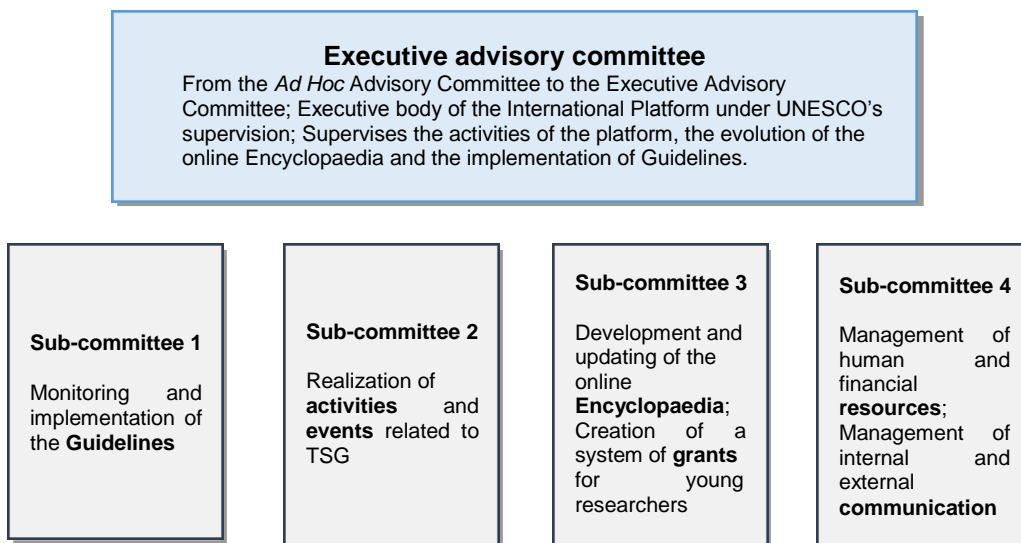 Executive advisory committee
From the Ad Hoc Advisory Committee to the Executive Advisory
Committee; Executive body of the International Platform under UNESCO’s
supervision; Supervises the activities of the platform, the evolution of the
online Encyclopaedia and the implementation of Guidelines.
Sub-committee 1
Monitoring and
implementation of
the Guidelines
Sub-committee 2
Realization of
activities and
events related to
TSG
Sub-committee 3
Development and
updating of the
online
Encyclopaedia;
Creation of a
system of grants
for young
researchers
Sub-committee 4
Management of
human and
financial
resources;
Management of
internal and
external
communication